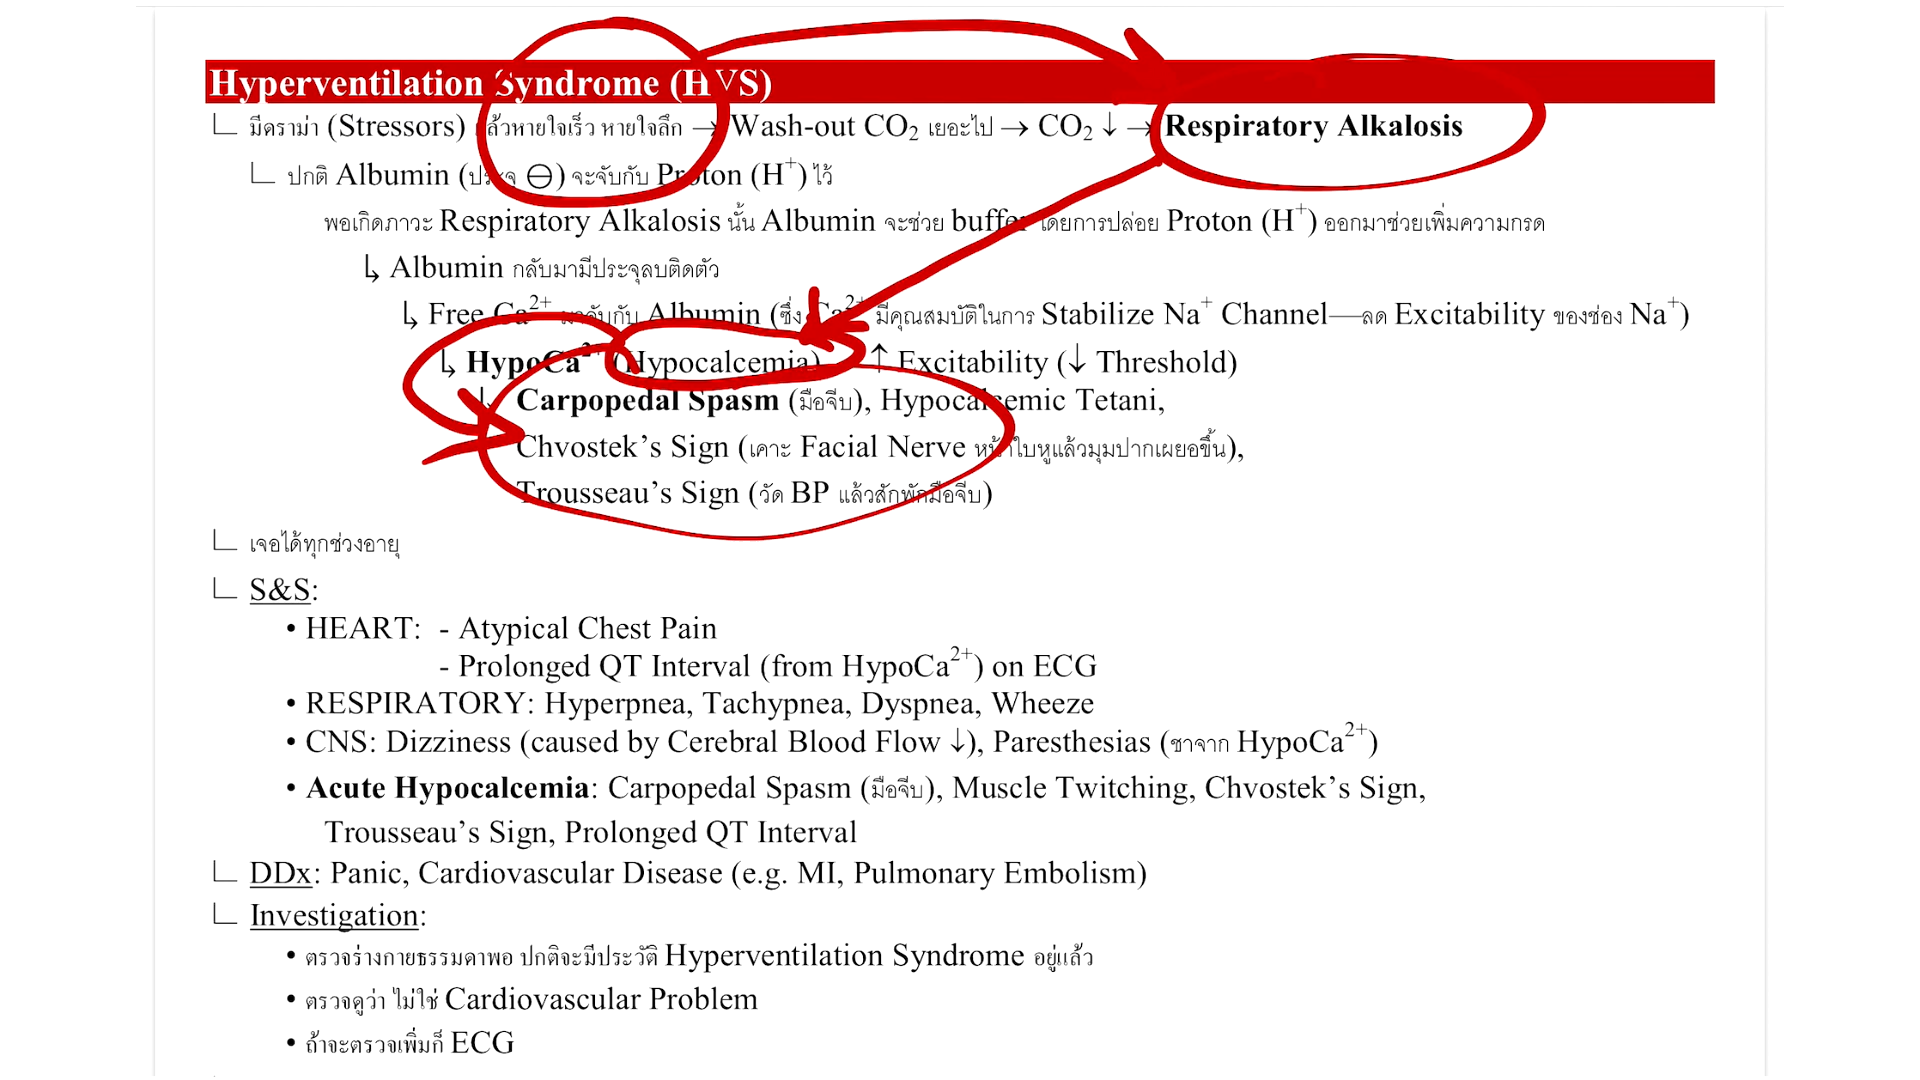 Hyperventilation Syndrome (HVS)
มีดราม่า (Stressors) แล้วหายใจเร็ว หายใจลึก → Wash-out CO₂ เยอะไป → CO₂ ↓ → Respiratory Alkalosis
ปกติ Albumin (ประจุ ⊖) จะจับกับ Proton (H⁺) ไว้
พอเกิดภาวะ Respiratory Alkalosis นั้น Albumin จะช่วย buffer โดยการปล่อย Proton (H⁺) ออกมาช่วยเพิ่มความกรด
↳ Albumin กลับมามีประจุลบติดตัว
↳ Free Ca²⁺ มาจับกับ Albumin (ซึ่ง Ca²⁺ มีคุณสมบัติในการ Stabilize Na⁺ Channel—ลด Excitability ของช่อง Na⁺)
↳ HypoCa²⁺ (Hypocalcemia) ↑ Excitability (↓ Threshold)
↳ Carpopedal Spasm (มือจีบ), Hypocalcemic Tetani,
Chvostek's Sign (เคาะ Facial Nerve หน้าใบหูแล้วมุมปากเผยอขึ้น),
Trousseau's Sign (วัด BP แล้วสักพักมือจีบ)
เจอได้ทุกช่วงอายุ
S&S:
• HEART: - Atypical Chest Pain
- Prolonged QT Interval (from HypoCa²⁺) on ECG
• RESPIRATORY: Hyperpnea, Tachypnea, Dyspnea, Wheeze
• CNS: Dizziness (caused by Cerebral Blood Flow ↓), Paresthesias (ชาจาก HypoCa²⁺)
• Acute Hypocalcemia: Carpopedal Spasm (มือจีบ), Muscle Twitching, Chvostek's Sign,
Trousseau's Sign, Prolonged QT Interval
DDx: Panic, Cardiovascular Disease (e.g. MI, Pulmonary Embolism)
Investigation:
• ตรวจร่างกายธรรมดาพอ ปกติจะมีประวัติ Hyperventilation Syndrome อยู่แล้ว
• ตรวจดูว่า ไม่ใช่ Cardiovascular Problem
• ถ้าจะตรวจเพิ่มก็ ECG